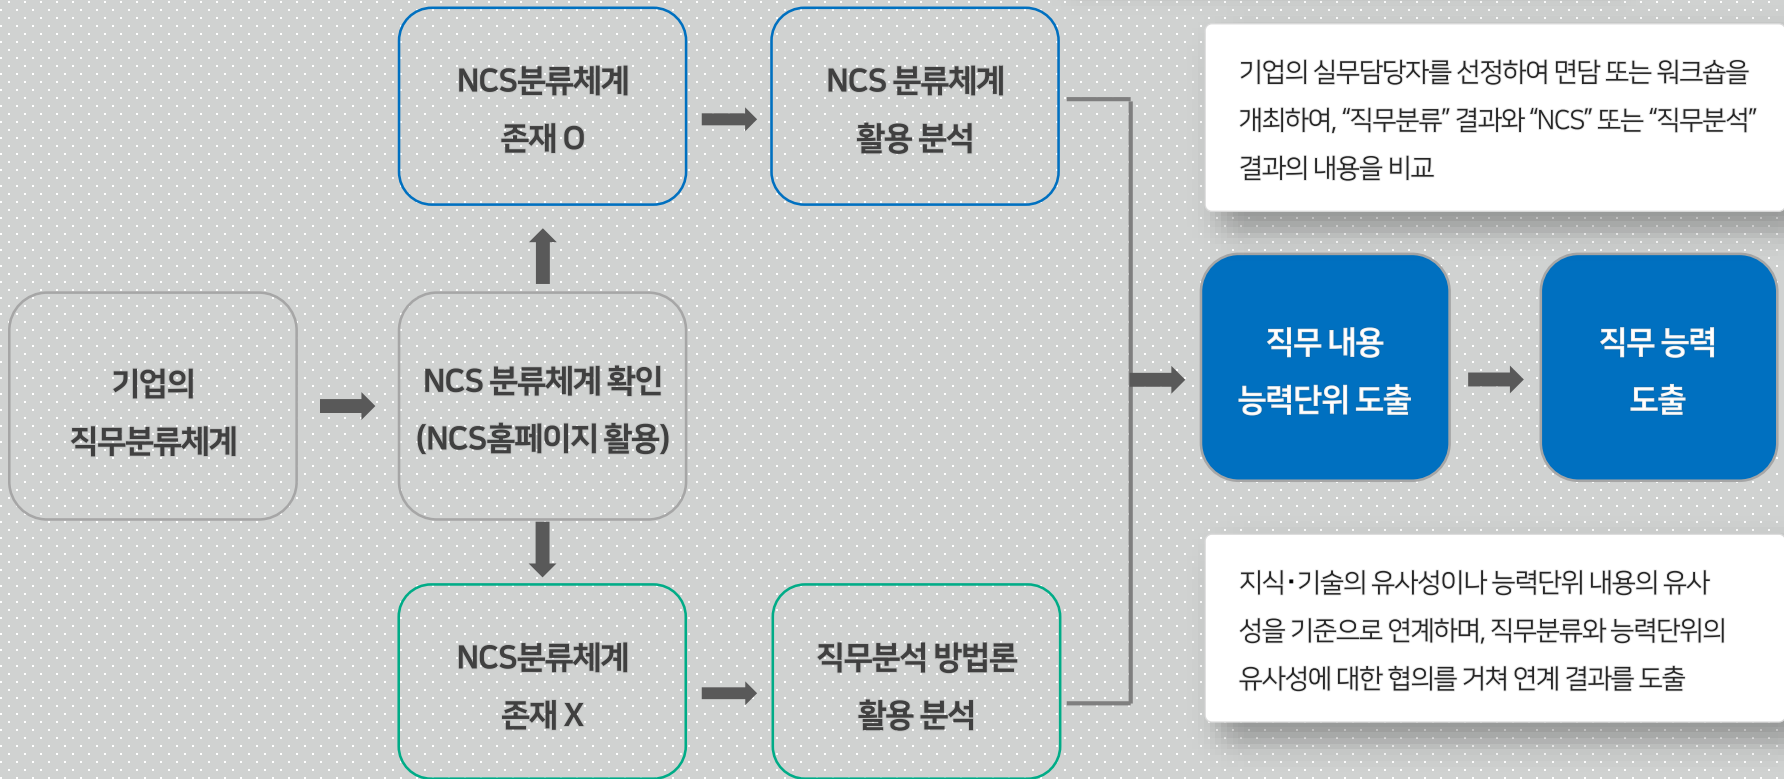 기업의
직무분류체계
NCS 분류체계 확인
(NCS홈페이지 활용)
NCS분류체계
존재 O
NCS 분류체계
활용 분석
NCS분류체계
존재 X
직무분석 방법론
활용 분석
기업의 실무담당자를 선정하여 면담 또는 워크숍을
개최하여, “직무분류” 결과와 “NCS” 또는 “직무분석”
결과의 내용을 비교
직무 내용
능력단위 도출
직무 능력
도출
지식·기술의 유사성이나 능력단위 내용의 유사
성을 기준으로 연계하며, 직무분류와 능력단위의
유사성에 대한 협의를 거쳐 연계 결과를 도출